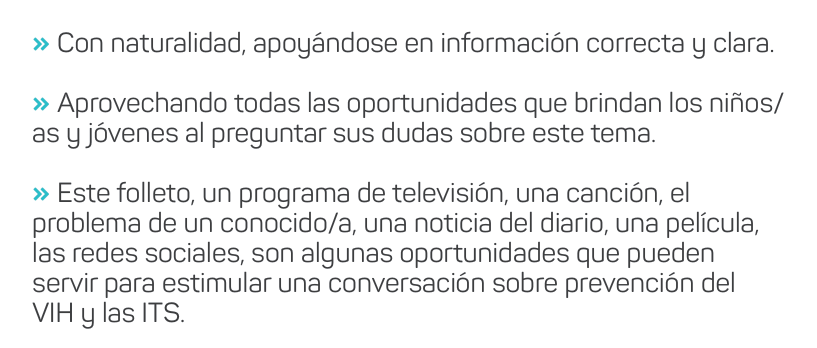 » Con naturalidad, apoyándose en información correcta y clara.
» Aprovechando todas las oportunidades que brindan los niños/
as y jóvenes al preguntar sus dudas sobre este tema.
» Este folleto, un programa de televisión, una canción, el
problema de un conocido/a, una noticia del diario, una película,
las redes sociales, son algunas oportunidades que pueden
servir para estimular una conversación sobre prevención del
VIH y las ITS.